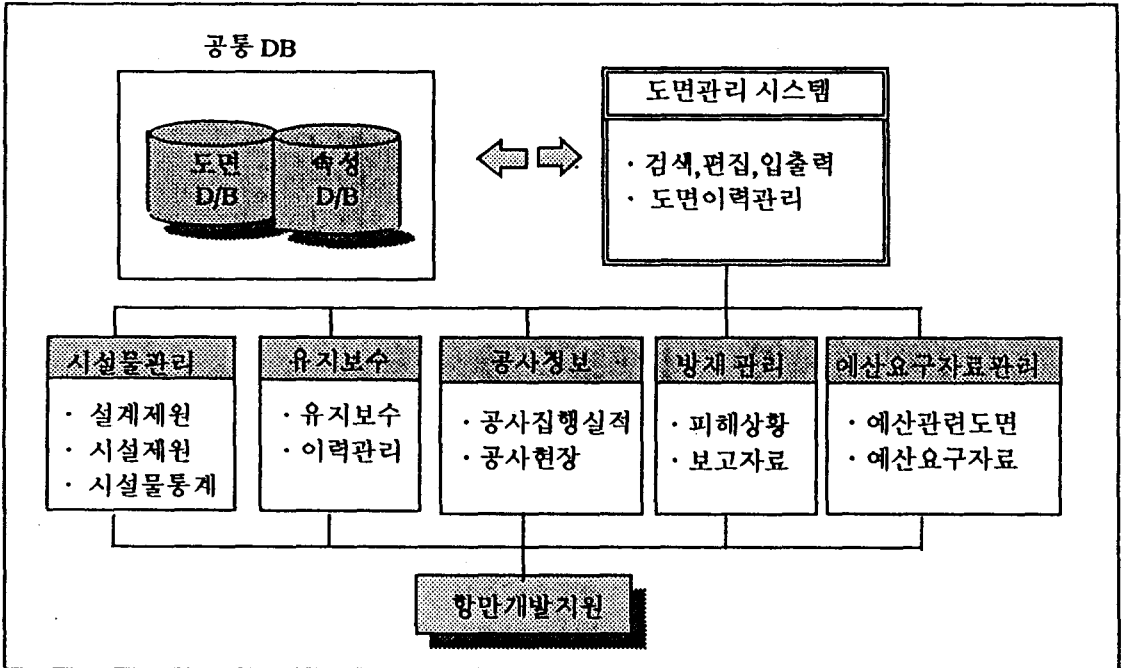 공통 DB
도면
D/B
속성
D/B
도면관리 시스템
· 검색,편집,입출력
· 도면이력관리
시설물관리
· 설계제원
· 시설제원
· 시설물통계
유지보수
· 유지보수
· 이력관리
공사정보
· 공사집행실적
· 공사현장
방재관리
· 피해상황
· 보고자료
예산요구자료관리
· 예산관련도면
· 예산요구자료
항만개발지원